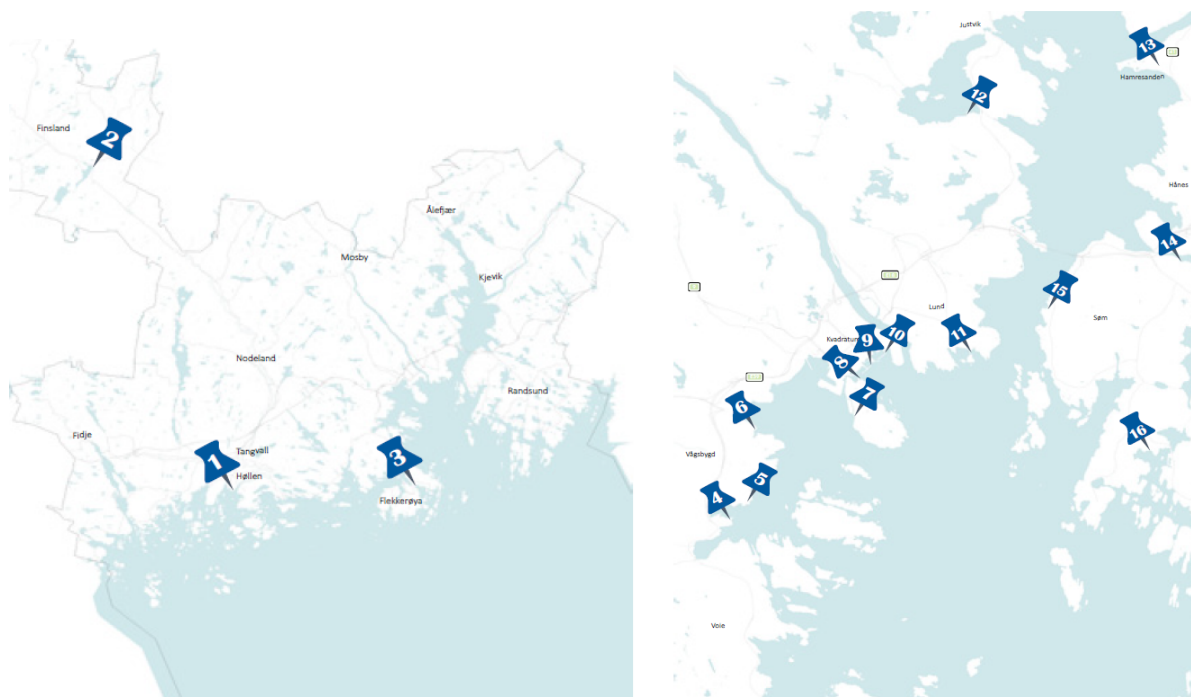 Finsland
2
Ålefjær
Mosby
Kjevik
Nodeland
Randsund
Fidje
Tangvall
1
Høllen
3
Flekkerøya
Justvik
13
Hamresanden
12
Hånes
14
15
Lund
Søm
Kvadraturn
9
10
11
8
7
6
16
Vågsbygd
5
4
Voie